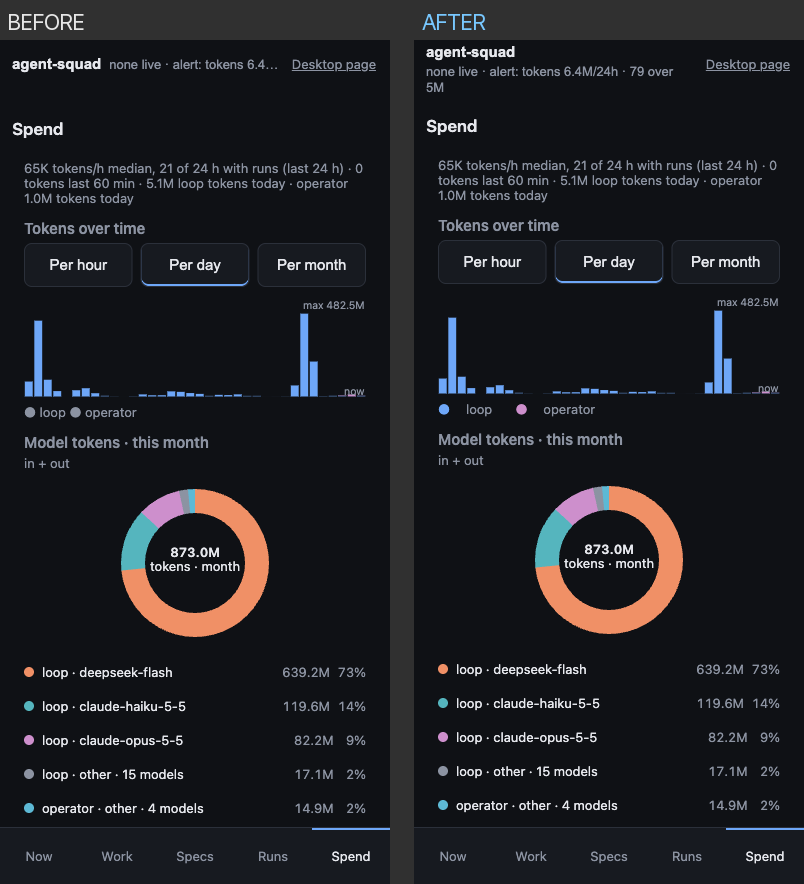 BEFORE
agent-squad none live · alert: tokens 6.4… Desktop page
Spend
65K tokens/h median, 21 of 24 h with runs (last 24 h) · 0
tokens last 60 min · 5.1M loop tokens today · operator
1.0M tokens today
Tokens over time
Per hour Per day Per month
max 482.5M
now
loop operator
Model tokens · this month
in + out
873.0M
tokens · month
loop · deepseek-flash 639.2M 73%
loop · claude-haiku-5-5 119.6M 14%
loop · claude-opus-5-5 82.2M 9%
loop · other · 15 models 17.1M 2%
operator · other · 4 models 14.9M 2%
Now Work Specs Runs Spend
AFTER
agent-squad
none live · alert: tokens 6.4M/24h · 79 over
5M
Desktop page
Spend
65K tokens/h median, 21 of 24 h with runs (last 24 h) · 0
tokens last 60 min · 5.1M loop tokens today · operator
1.0M tokens today
Tokens over time
Per hour Per day Per month
max 482.5M
now
loop operator
Model tokens · this month
in + out
873.0M
tokens · month
loop · deepseek-flash 639.2M 73%
loop · claude-haiku-5-5 119.6M 14%
loop · claude-opus-5-5 82.2M 9%
loop · other · 15 models 17.1M 2%
operator · other · 4 models 14.9M 2%
Now Work Specs Runs Spend